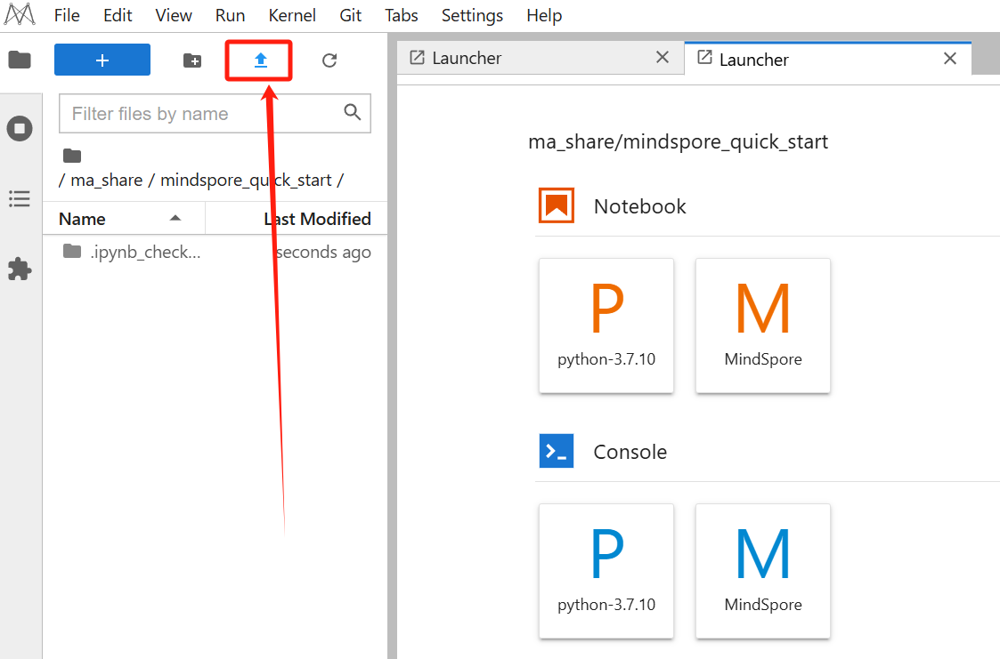 File Edit View Run Kernel Git Tabs Settings Help
Launcher
Launcher
Filter files by name
/ ma_share / mindspore_quick_start /
Name Last Modified
.ipynb_check... seconds ago
ma_share/mindspore_quick_start
Notebook
P M
python-3.7.10 MindSpore
Console
P M
python-3.7.10 MindSpore